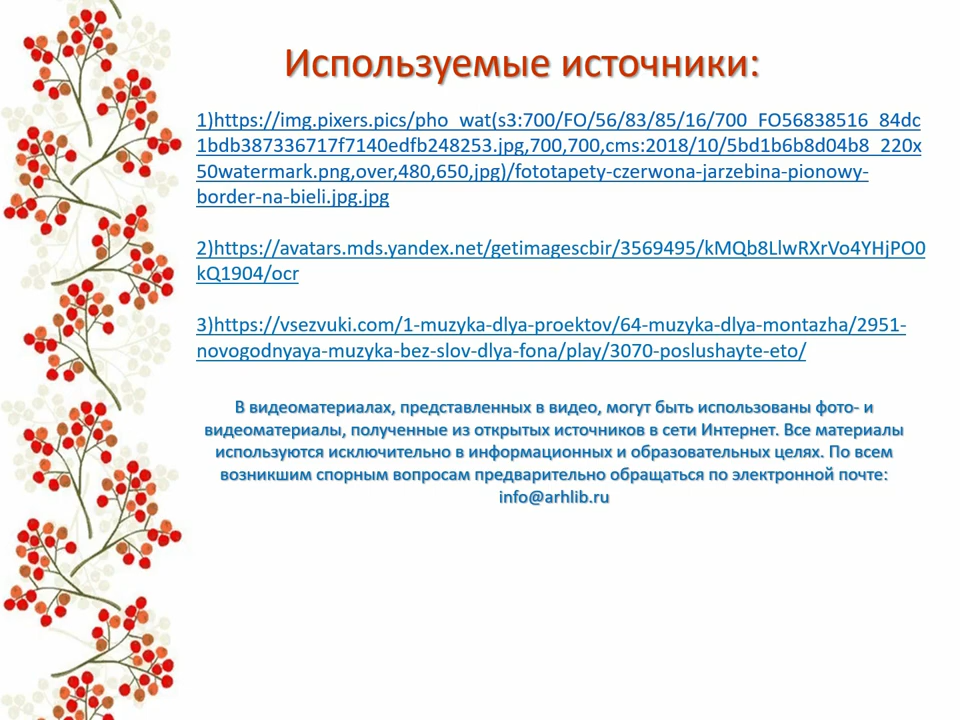 Используемые источники:
1)https://img.pixers.pics/pho_wat(s3:700/FO/56/83/85/16/700_FO56838516_84dc
1bdb387336717f7140edfb248253.jpg,700,700,cms:2018/10/5bd1b6b8d04b8_220x
50watermark.png,over,480,650,jpg)/fototapety-czerwona-jarzebina-pionowy-
border-na-bieli.jpg.jpg
2)https://avatars.mds.yandex.net/getimagescbir/3569495/kMQb8LlwRXrVo4YHjPO0
kQ1904/ocr
3)https://vsezvuki.com/1-muzyka-dlya-proektov/64-muzyka-dlya-montazha/2951-
novogodnyaya-muzyka-bez-slov-dlya-fona/play/3070-poslushayte-eto/
В видеоматериалах, представленных в видео, могут быть использованы фото- и
видеоматериалы, полученные из открытых источников в сети Интернет. Все материалы
используются исключительно в информационных и образовательных целях. По всем
возникшим спорным вопросам предварительно обращаться по электронной почте:
info@arhlib.ru